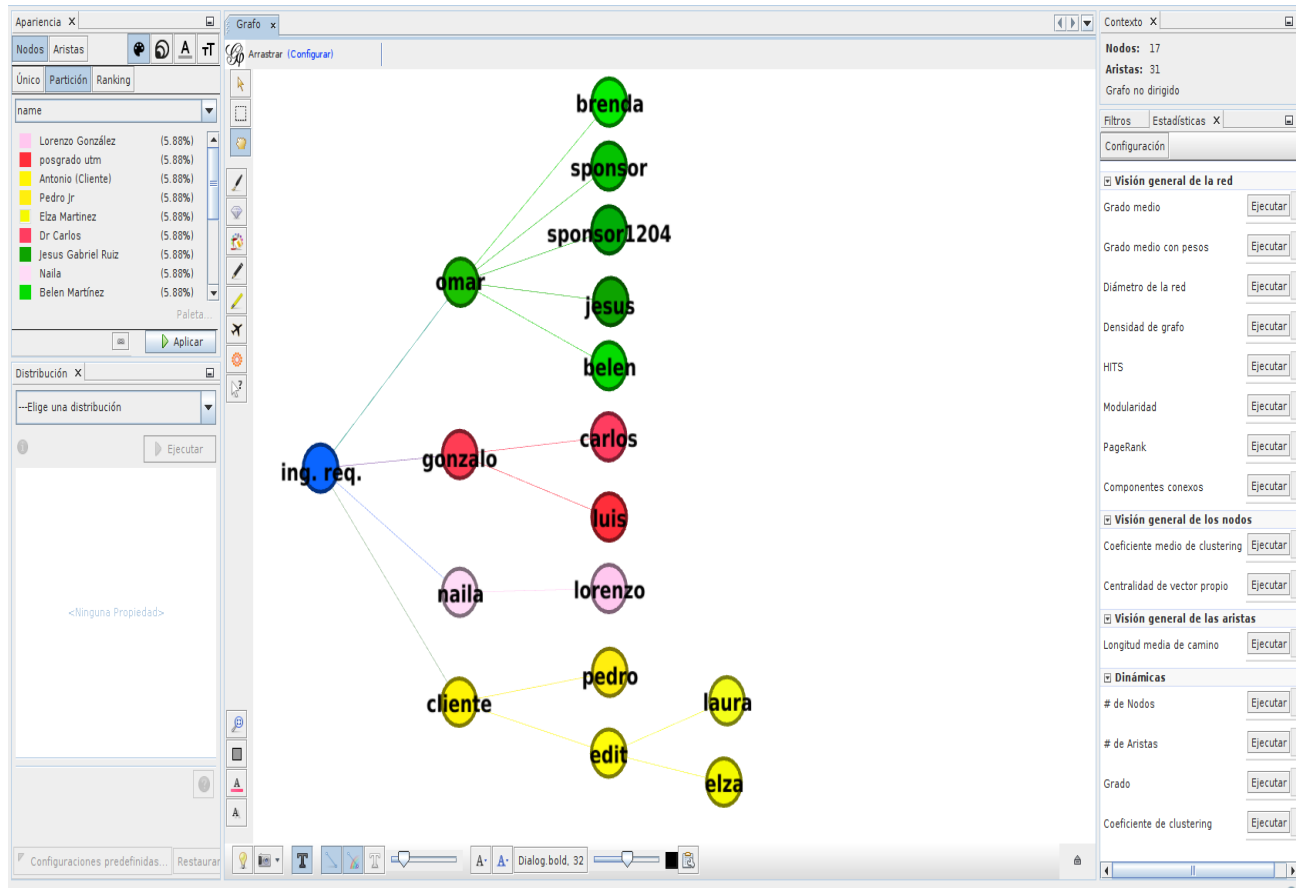 Apariencia X
Nodos Aristas A тT
Único Partición Ranking
name
Lorenzo González (5.88%)
posgrado utm (5.88%)
Antonio (Cliente) (5.88%)
Pedro Jr (5.88%)
Elza Martinez (5.88%)
Dr Carlos (5.88%)
Jesus Gabriel Ruiz (5.88%)
Naila (5.88%)
Belen Martínez (5.88%)
Paleta...
Aplicar
Distribución X
---Elige una distribución
Ejecutar
<Ninguna Propiedad>
Configuraciones predefinidas... Restaurar
Grafo x
Arrastrar (Configurar)
brenda
sponsor
sponsor1204
omar
jesus
belen
carlos
gonzalo
ing. req.
luis
naila
lorenzo
pedro
cliente
laura
edit
elza
T T A- A- Dialog.bold, 32
Contexto X
Nodos: 17
Aristas: 31
Grafo no dirigido
Filtros Estadísticas X
Configuración
Visión general de la red
Grado medio Ejecutar
Grado medio con pesos Ejecutar
Diámetro de la red Ejecutar
Densidad de grafo Ejecutar
HITS Ejecutar
Modularidad Ejecutar
PageRank Ejecutar
Componentes conexos Ejecutar
Visión general de los nodos
Coeficiente medio de clustering Ejecutar
Centralidad de vector propio Ejecutar
Visión general de las aristas
Longitud media de camino Ejecutar
Dinámicas
# de Nodos Ejecutar
# de Aristas Ejecutar
Grado Ejecutar
Coeficiente de clustering Ejecutar